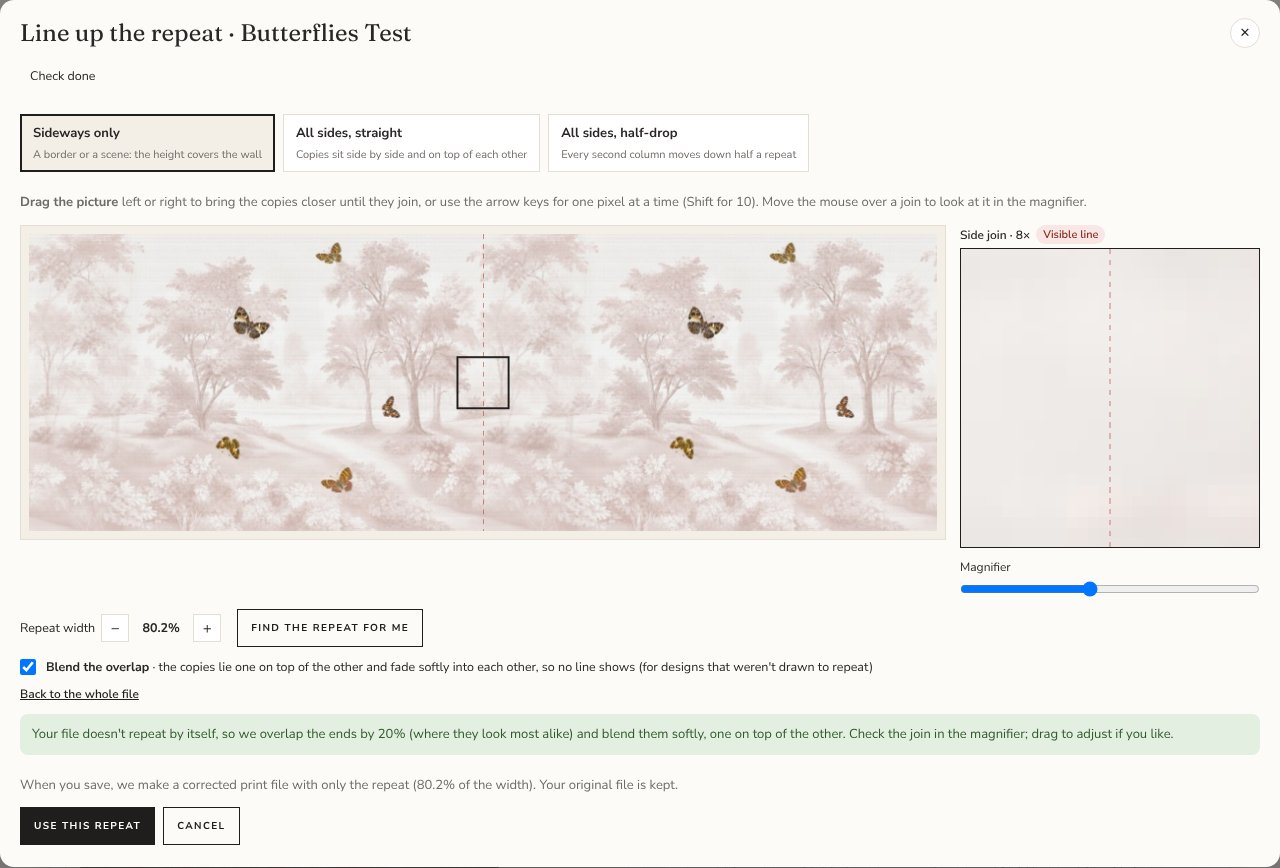 Line up the repeat · Butterflies Test
×
Check done
Sideways only
A border or a scene: the height covers the wall
All sides, straight
Copies sit side by side and on top of each other
All sides, half-drop
Every second column moves down half a repeat
Drag the picture left or right to bring the copies closer until they join, or use the arrow keys for one pixel at a time (Shift for 10). Move the mouse over a join to look at it in the magnifier.
Side join · 8× Visible line
Magnifier
Repeat width − 80.2% + FIND THE REPEAT FOR ME
Blend the overlap · the copies lie one on top of the other and fade softly into each other, so no line shows (for designs that weren't drawn to repeat)
Back to the whole file
Your file doesn't repeat by itself, so we overlap the ends by 20% (where they look most alike) and blend them softly, one on top of the other. Check the join in the magnifier; drag to adjust if you like.
When you save, we make a corrected print file with only the repeat (80.2% of the width). Your original file is kept.
USE THIS REPEAT CANCEL